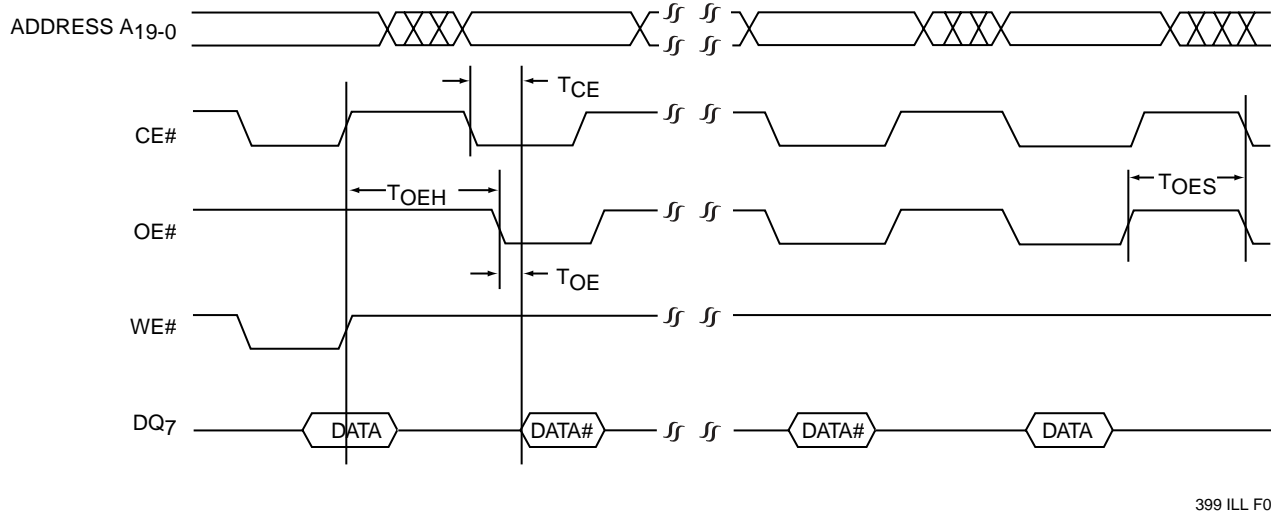 ADDRESS A19-0
TCE
CE#
TOEH
TOES
OE#
TOE
WE#
DQ7
DATA
DATA#
DATA#
DATA
399 ILL F0